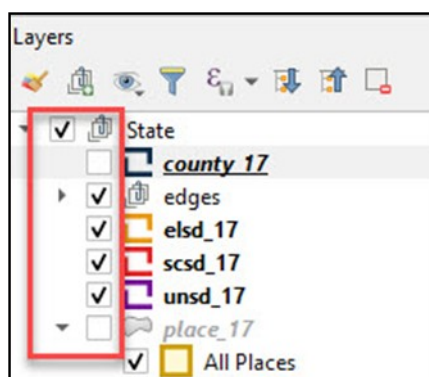 Layers
State
county_17
edges
elsd_17
scsd_17
unsd_17
place_17
All Places